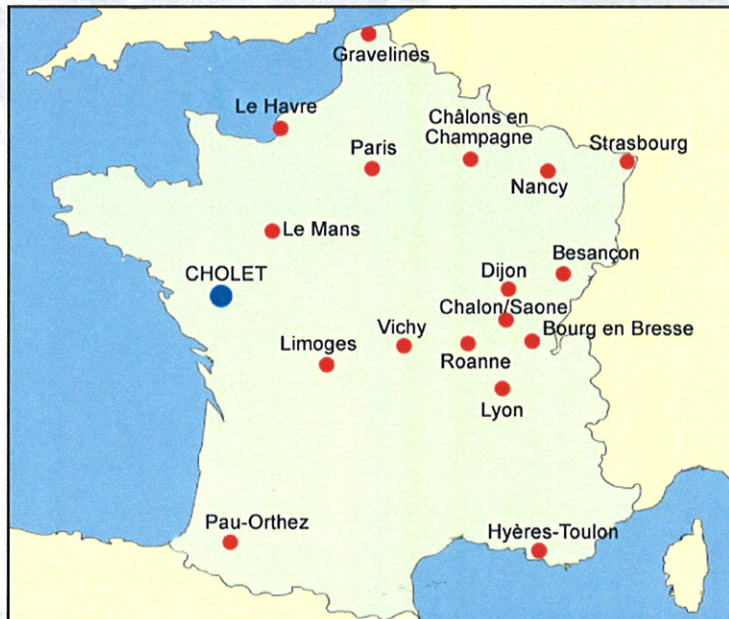 Gravelines
Le Havre
Châlons en
Champagne
Paris
Strasbourg
Nancy
Le Mans
Besançon
CHOLET
Dijon
Chalon/Saone
Vichy
Bourg en Bresse
Limoges
Roanne
Lyon
Pau-Orthez
Hyères-Toulon